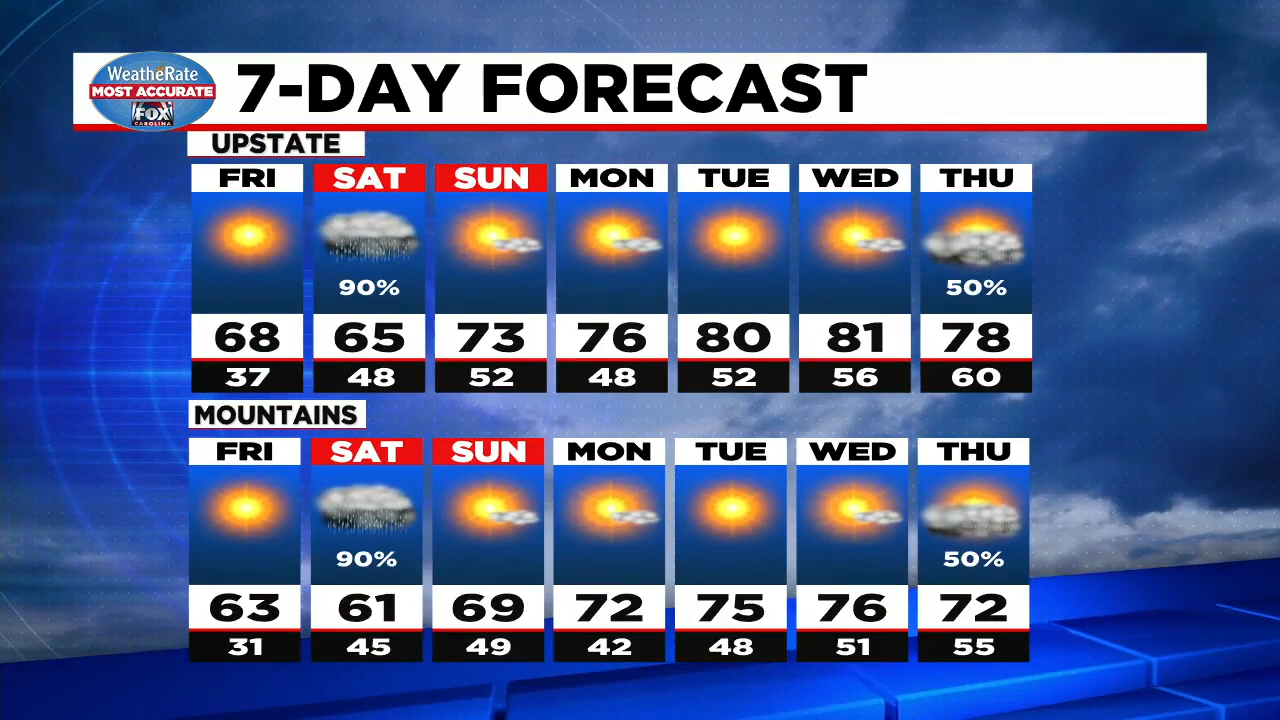 WeatheRate
MOST ACCURATE
FOX
CAROLINA
7-DAY FORECAST
UPSTATE
FRI SAT SUN MON TUE WED THU
90% 50%
68 65 73 76 80 81 78
37 48 52 48 52 56 60
MOUNTAINS
FRI SAT SUN MON TUE WED THU
90% 50%
63 61 69 72 75 76 72
31 45 49 42 48 51 55